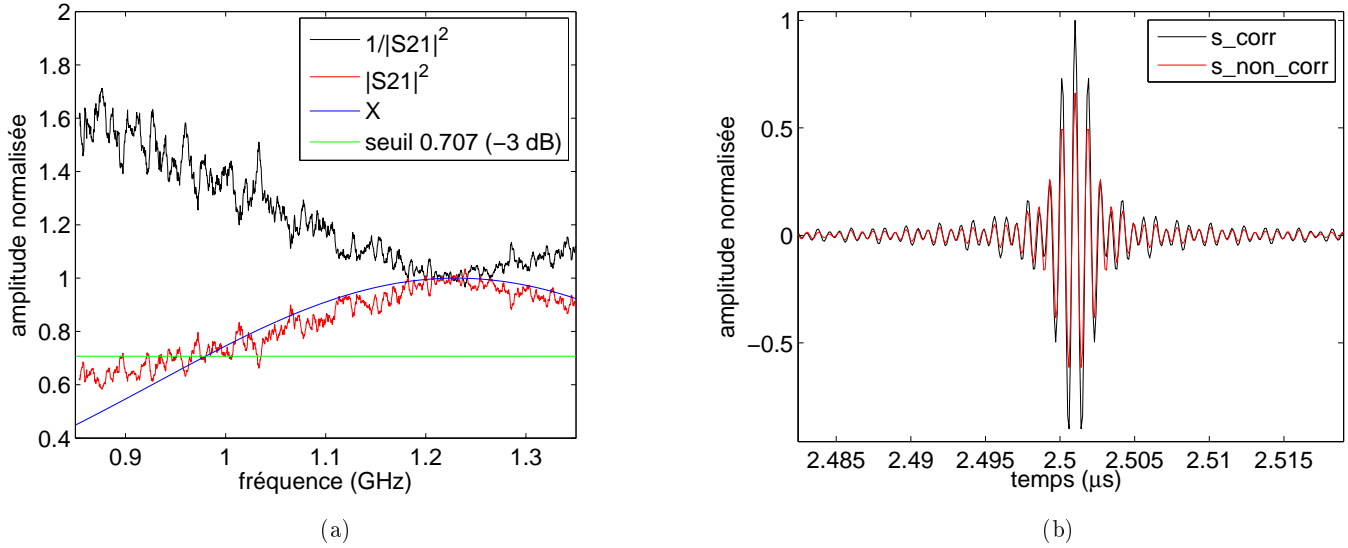 2
1.8
1.6
1.4
1.2
1
0.8
0.6
0.4
amplitude normalisée
0.9
1
1.1
1.2
1.3
fréquence (GHz)
1/|S21|²
|S21|²
X
seuil 0.707 (−3 dB)
(a)
1
0.5
0
−0.5
amplitude normalisée
2.485
2.49
2.495
2.5
2.505
2.51
2.515
temps (μs)
s_corr
s_non_corr
(b)